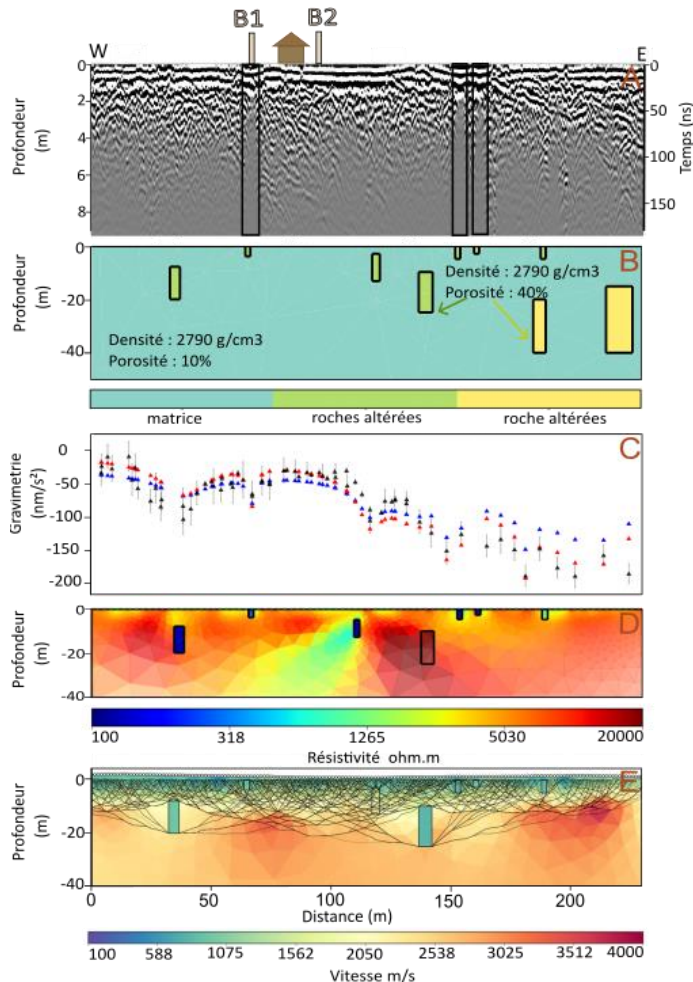 B1
B2
W
E
A
0
2
4
6
8
Profondeur
(m)
0
50
100
150
Temps (ns)
B
0
-20
-40
Profondeur
(m)
Densité : 2790 g/cm3
Porosité : 40%
Densité : 2790 g/cm3
Porosité : 10%
matrice
roches altérées
roche altérées
C
0
-50
-100
-150
-200
Gravimetrie
(nm/s²)
D
0
-20
-40
Profondeur
(m)
100
318
1265
5030
20000
Résistivité ohm.m
E
0
-20
-40
Profondeur
(m)
0
50
100
150
200
Distance (m)
100
588
1075
1562
2050
2538
3025
3512
4000
Vitesse m/s